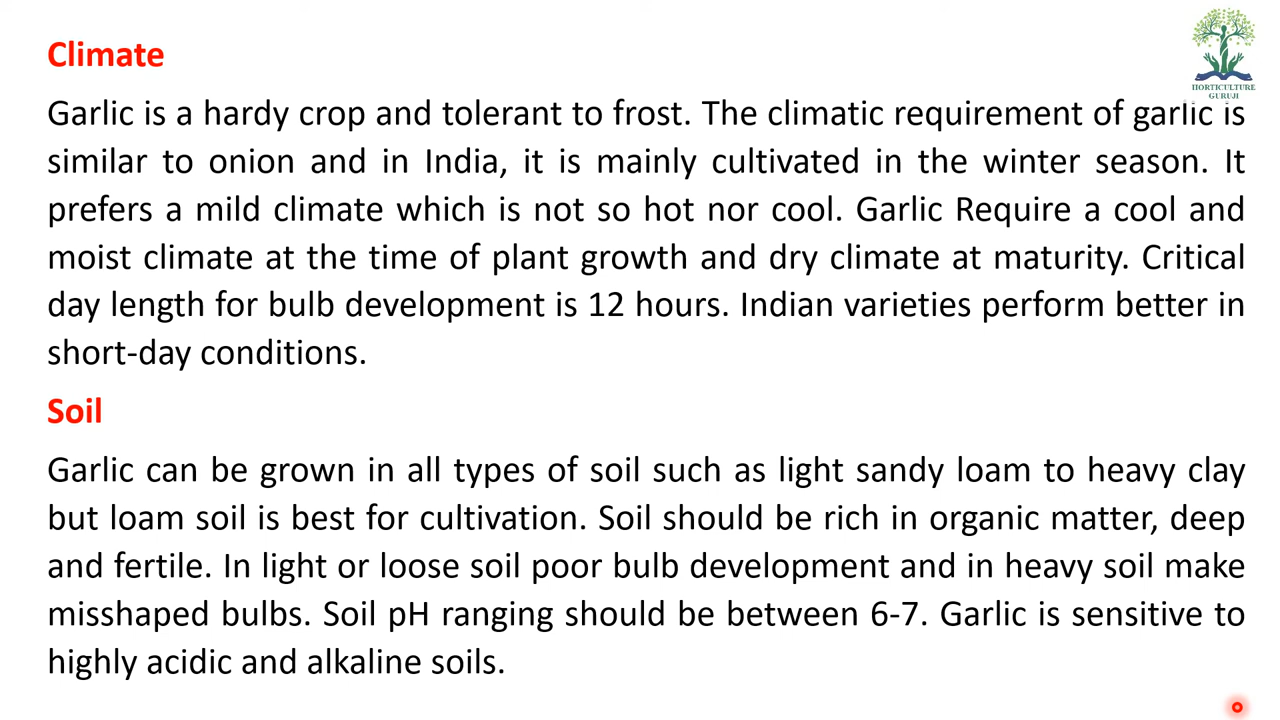 HORTICULTURE
GURUJI
Climate
Garlic is a hardy crop and tolerant to frost. The climatic requirement of garlic is
similar to onion and in India, it is mainly cultivated in the winter season. It
prefers a mild climate which is not so hot nor cool. Garlic Require a cool and
moist climate at the time of plant growth and dry climate at maturity. Critical
day length for bulb development is 12 hours. Indian varieties perform better in
short-day conditions.
Soil
Garlic can be grown in all types of soil such as light sandy loam to heavy clay
but loam soil is best for cultivation. Soil should be rich in organic matter, deep
and fertile. In light or loose soil poor bulb development and in heavy soil make
misshaped bulbs. Soil pH ranging should be between 6-7. Garlic is sensitive to
highly acidic and alkaline soils.